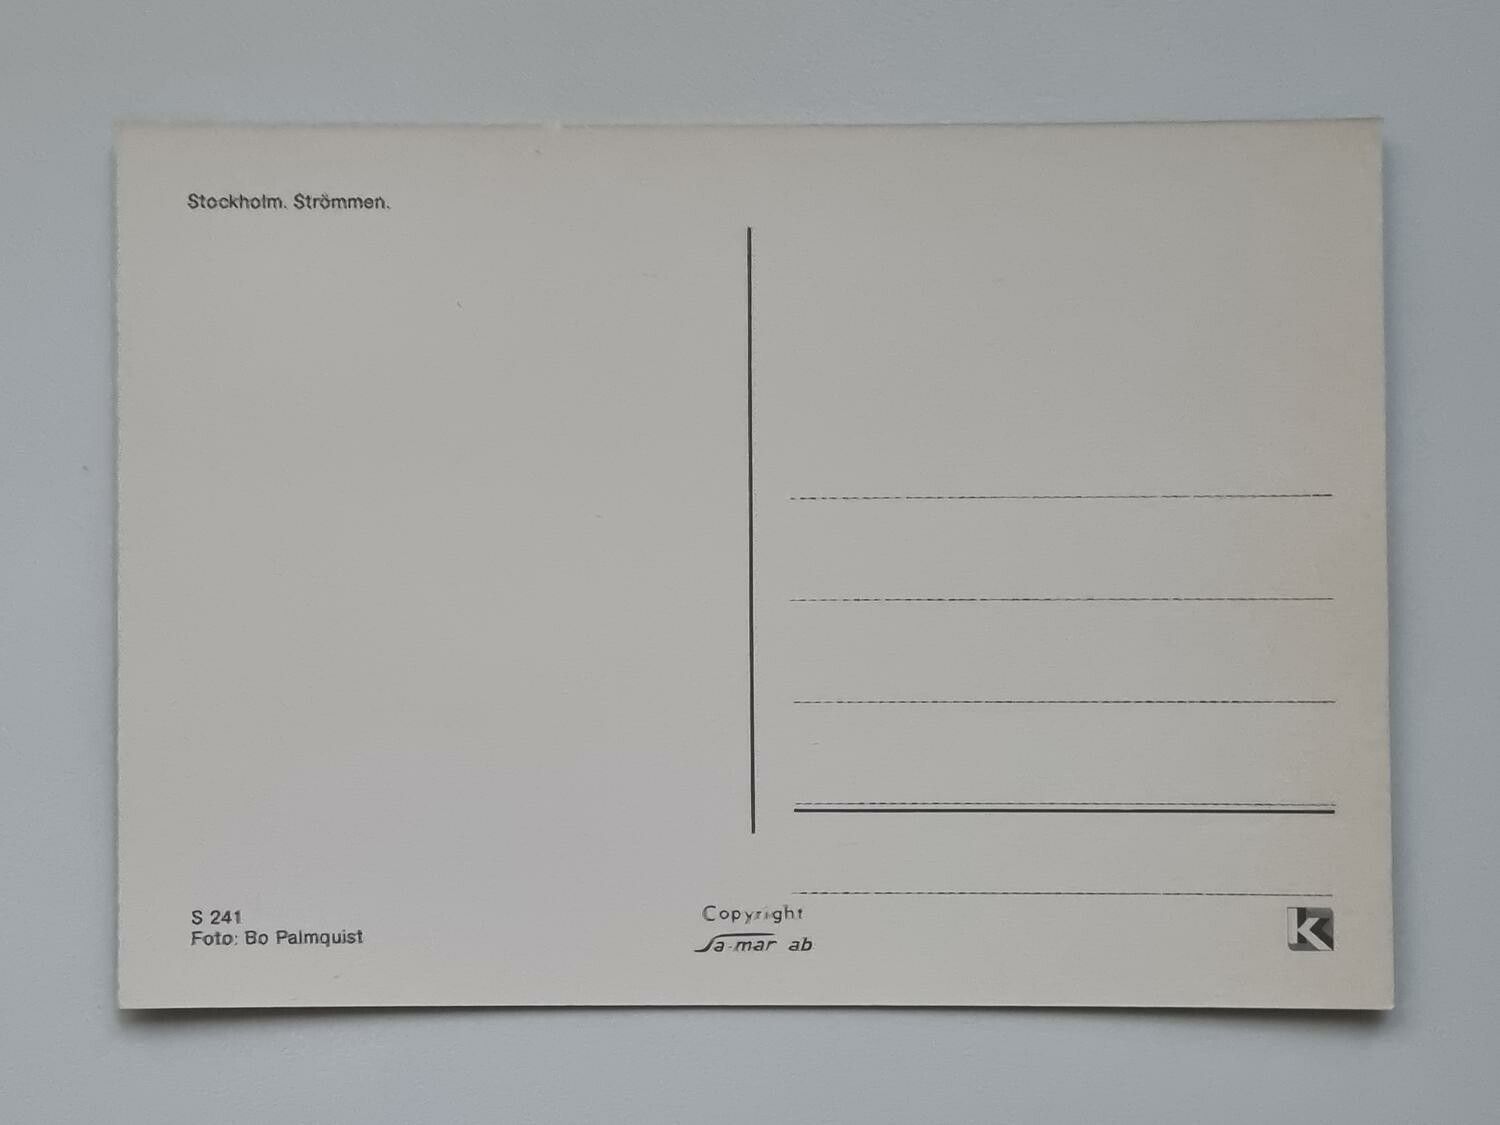 Stockholm. Strömmen.
S 241
Foto: Bo Palmquist
Copyright
Sa-mar ab
K